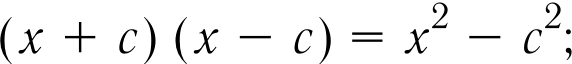 (x + c) (x − c) = x² − c²;